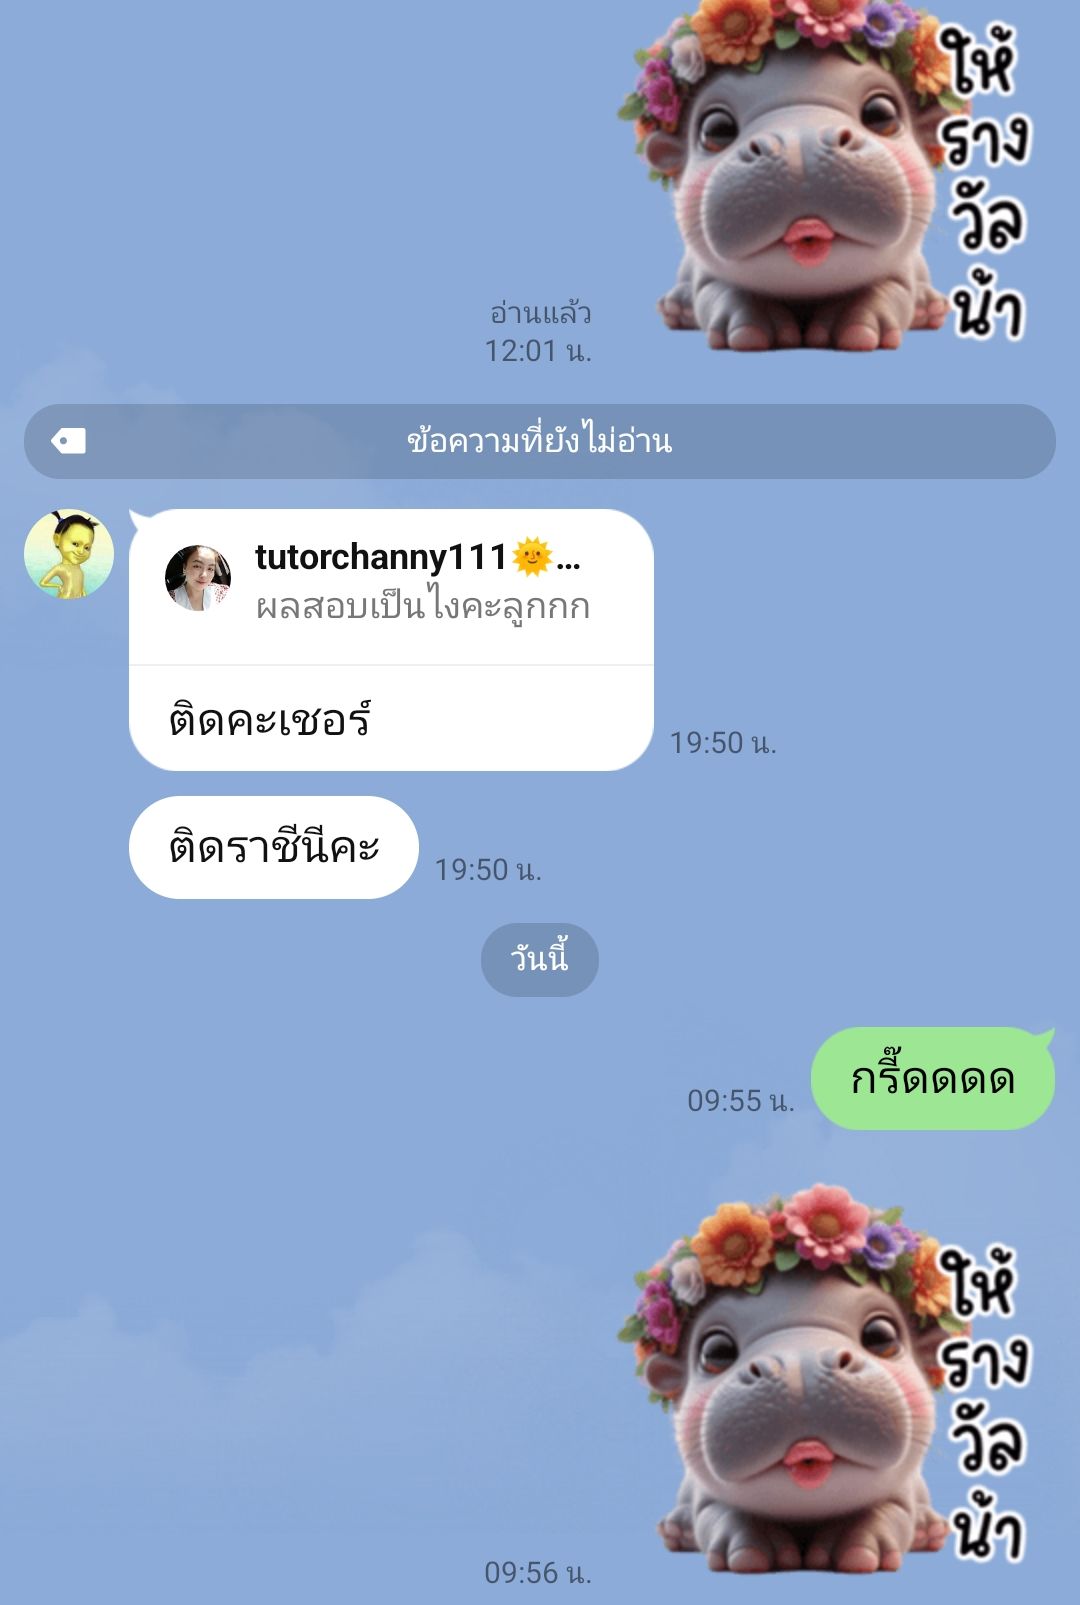 ให้
ราง
วัล
น้า
อ่านแล้ว
12:01 น.
ข้อความที่ยังไม่อ่าน
tutorchanny111🌞...
ผลสอบเป็นไงคะลูกกก
ติดคะเชอร์
19:50 น.
ติดราชีนีคะ
19:50 น.
วันนี้
กรี๊ดดดด
09:55 น.
ให้
ราง
วัล
น้า
09:56 น.